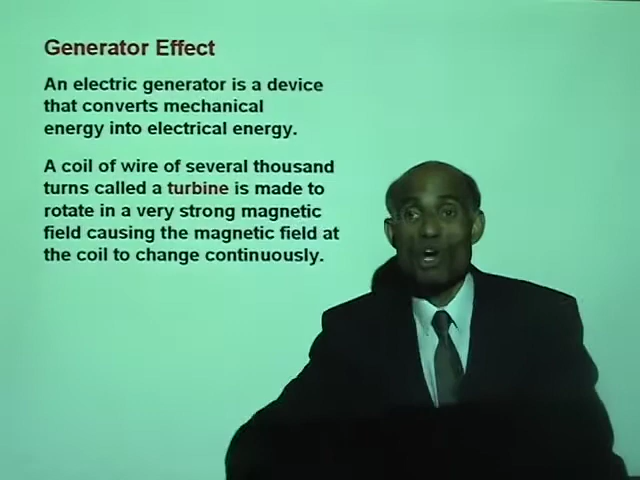 Generator Effect
An electric generator is a device
that converts mechanical
energy into electrical energy.
A coil of wire of several thousand
turns called a turbine is made to
rotate in a very strong magnetic
field causing the magnetic field at
the coil to change continuously.